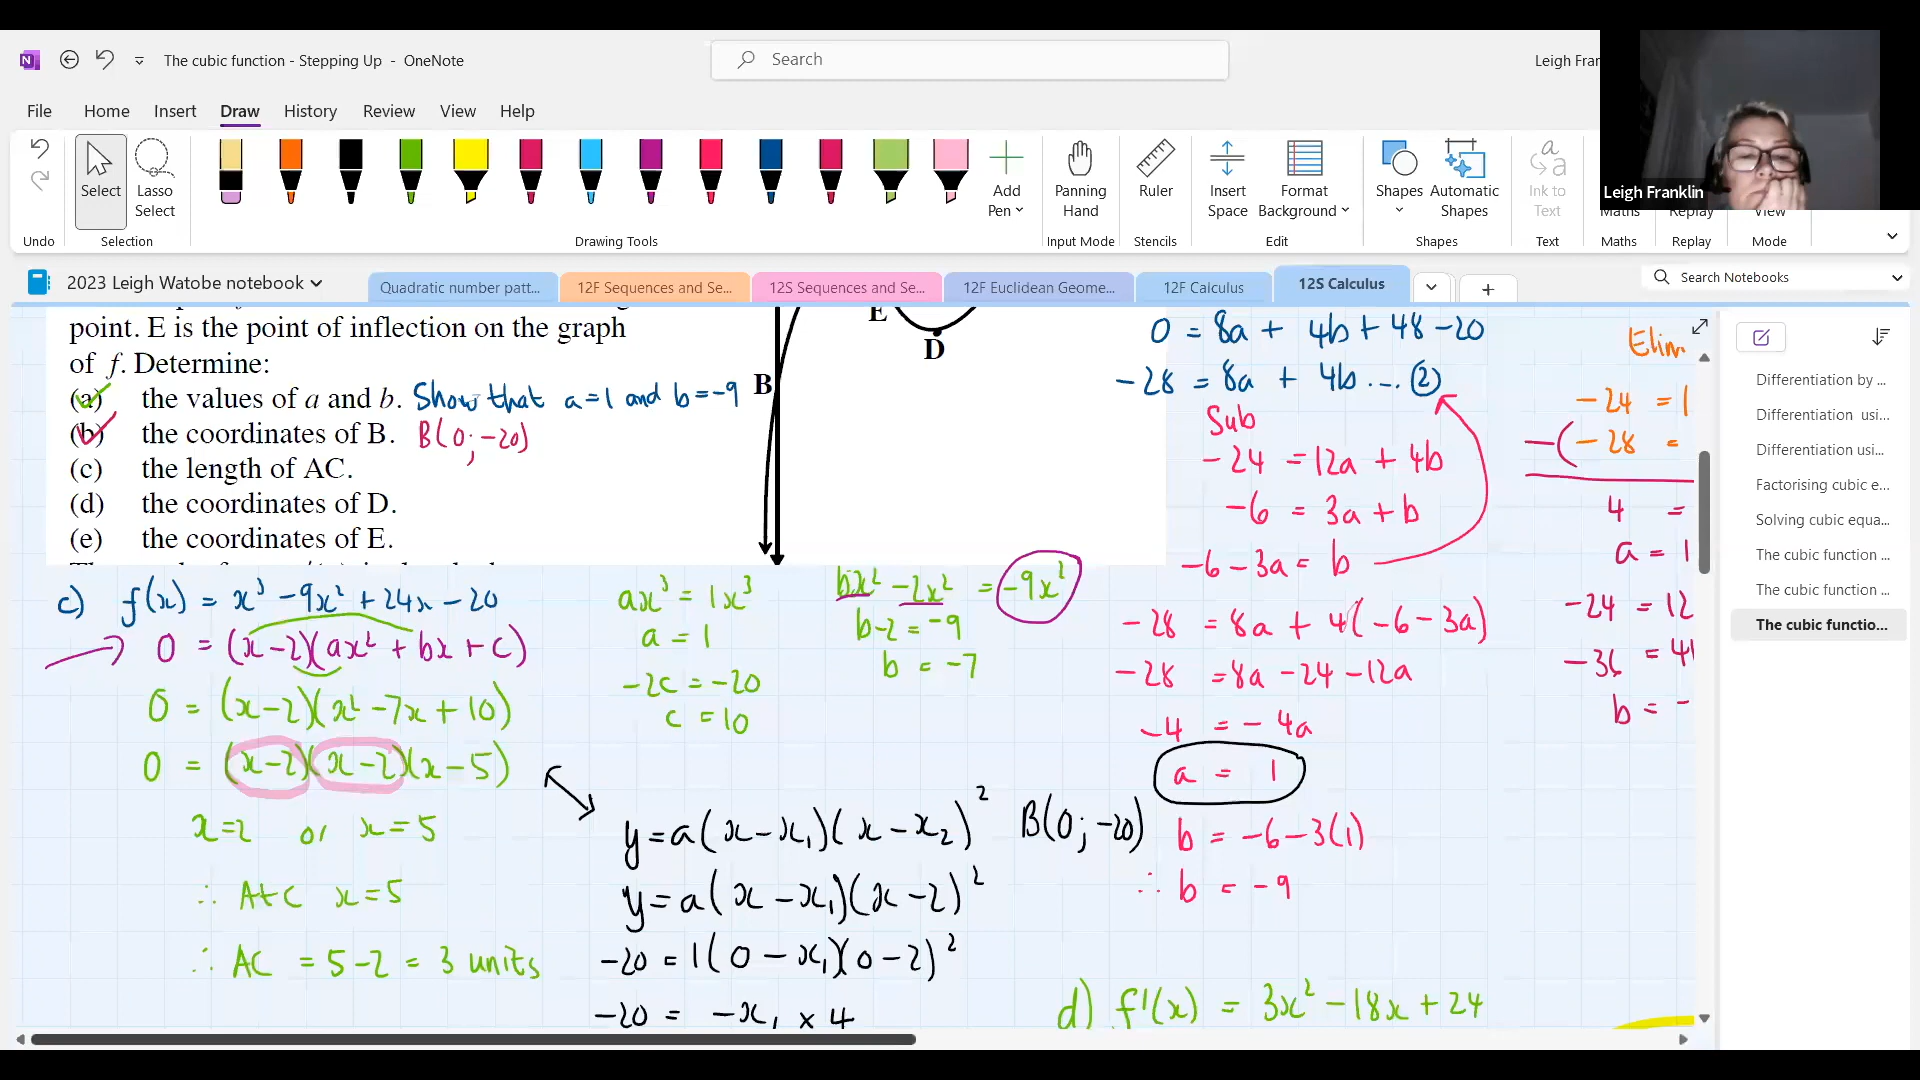 The cubic function - Stepping Up - OneNote
Search
Leigh Fran
File Home Insert Draw History Review View Help
Select
Lasso Select
Add Pen
Panning Hand
Ruler
Insert Space
Format Background
Shapes
Automatic Shapes
Ink to Text
Maths
Replay
View
Leigh Franklin
Undo Selection Drawing Tools Input Mode Stencils Edit Shapes Text Maths Replay Mode
2023 Leigh Watobe notebook
Quadratic number patt... 12F Sequences and Se... 12S Sequences and Se... 12F Euclidean Geome... 12F Calculus 12S Calculus
Search Notebooks
Differentiation by ...
Differentiation usi...
Differentiation usi...
Factorising cubic e...
Solving cubic equa...
The cubic function ...
The cubic function ...
The cubic functio...
point. E is the point of inflection on the graph
of f. Determine:
(a) the values of a and b. Show that a=1 and b=-9
(b) the coordinates of B. B(0; -20)
(c) the length of AC.
(d) the coordinates of D.
(e) the coordinates of E.
E
D
B
c) f(x) = x³ -9x² +24x -20
0 = (x-2)(ax² + bx + c)
0 = (x-2)(x² -7x +10)
0 = (x-2)(x-2)(x-5)
x=2 or x=5
∴ At C x=5
∴ AC = 5-2 = 3 units
ax³ = 1x³
a = 1
-2c = -20
c = 10
bx² -2x² = -9x²
b-2 = -9
b = -7
y = a(x-x₁)(x-x₂)² B(0; -20)
y = a(x-x₁)(x-2)²
-20 = 1(0-x₁)(0-2)²
-20 = -x₁ × 4
0 = 8a + 4b + 48 -20
-28 = 8a + 4b ... ②
Sub
-24 = 12a + 4b
-6 = 3a + b
-6 -3a = b
-28 = 8a + 4(-6 -3a)
-28 = 8a -24 -12a
-4 = -4a
a = 1
b = -6 -3(1)
∴ b = -9
d) f'(x) = 3x² -18x +24
Elim
-24 = 1
-(-28 =
4 =
a = 1
-24 = 12
-36 = 4
b = -